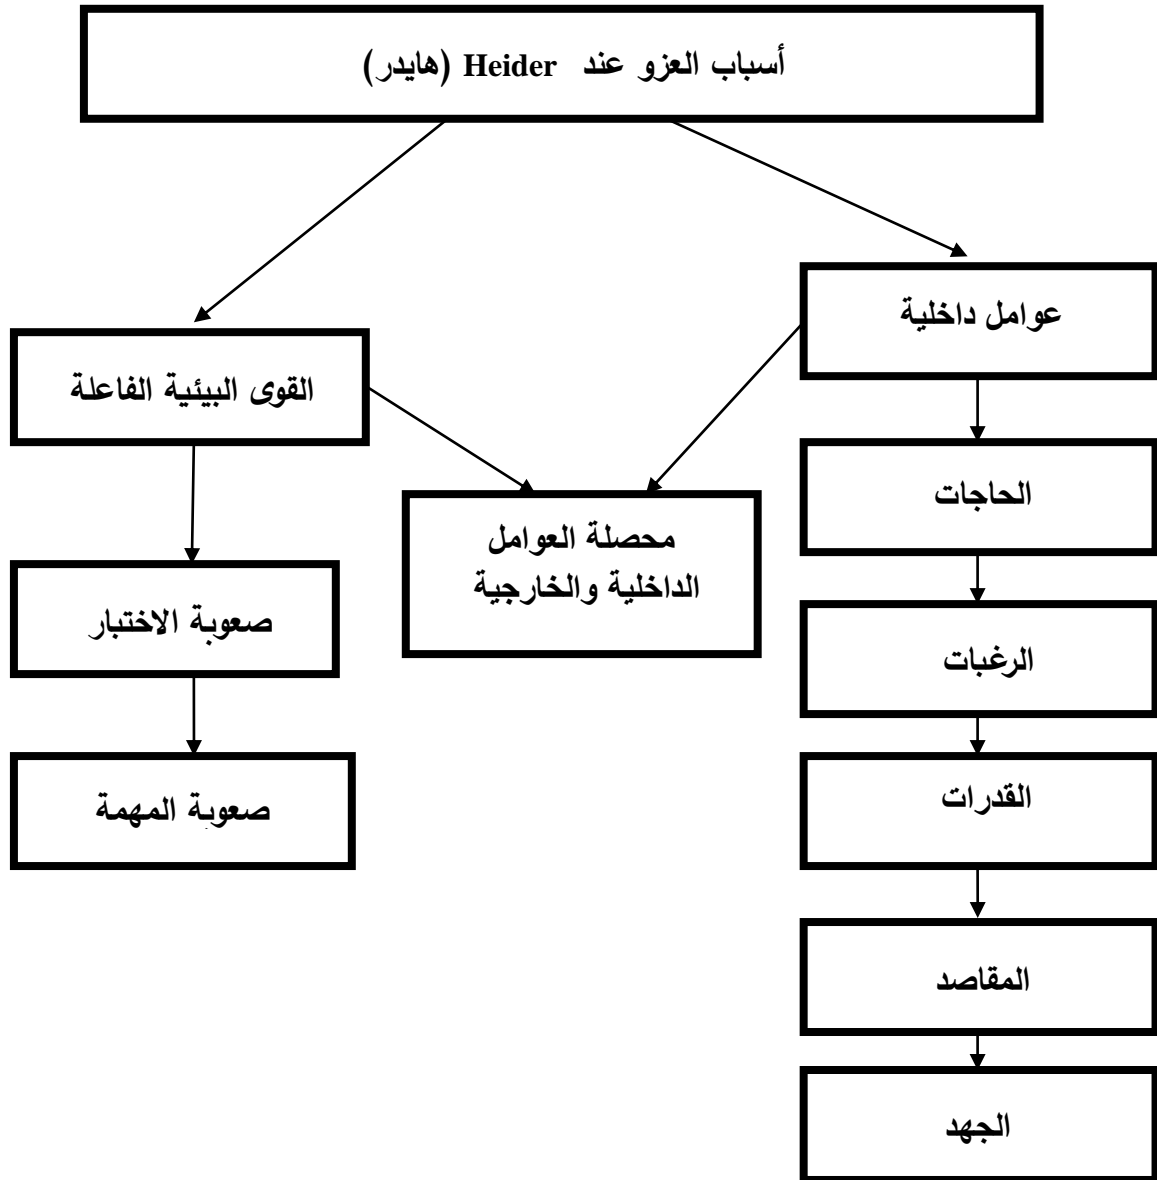 أسباب العزو عند Heider (هايدر)
عوامل داخلية
القوى البيئية الفاعلة
الحاجات
محصلة العوامل
الداخلية والخارجية
صعوبة الاختبار
الرغبات
القدرات
صعوبة المهمة
المقاصد
الجهد